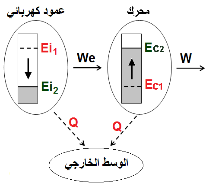 عمود كهربائي
محرك
Ei1
Ei2
We
Ec2
Ec1
W
Q
Q
الوسط الخارجي